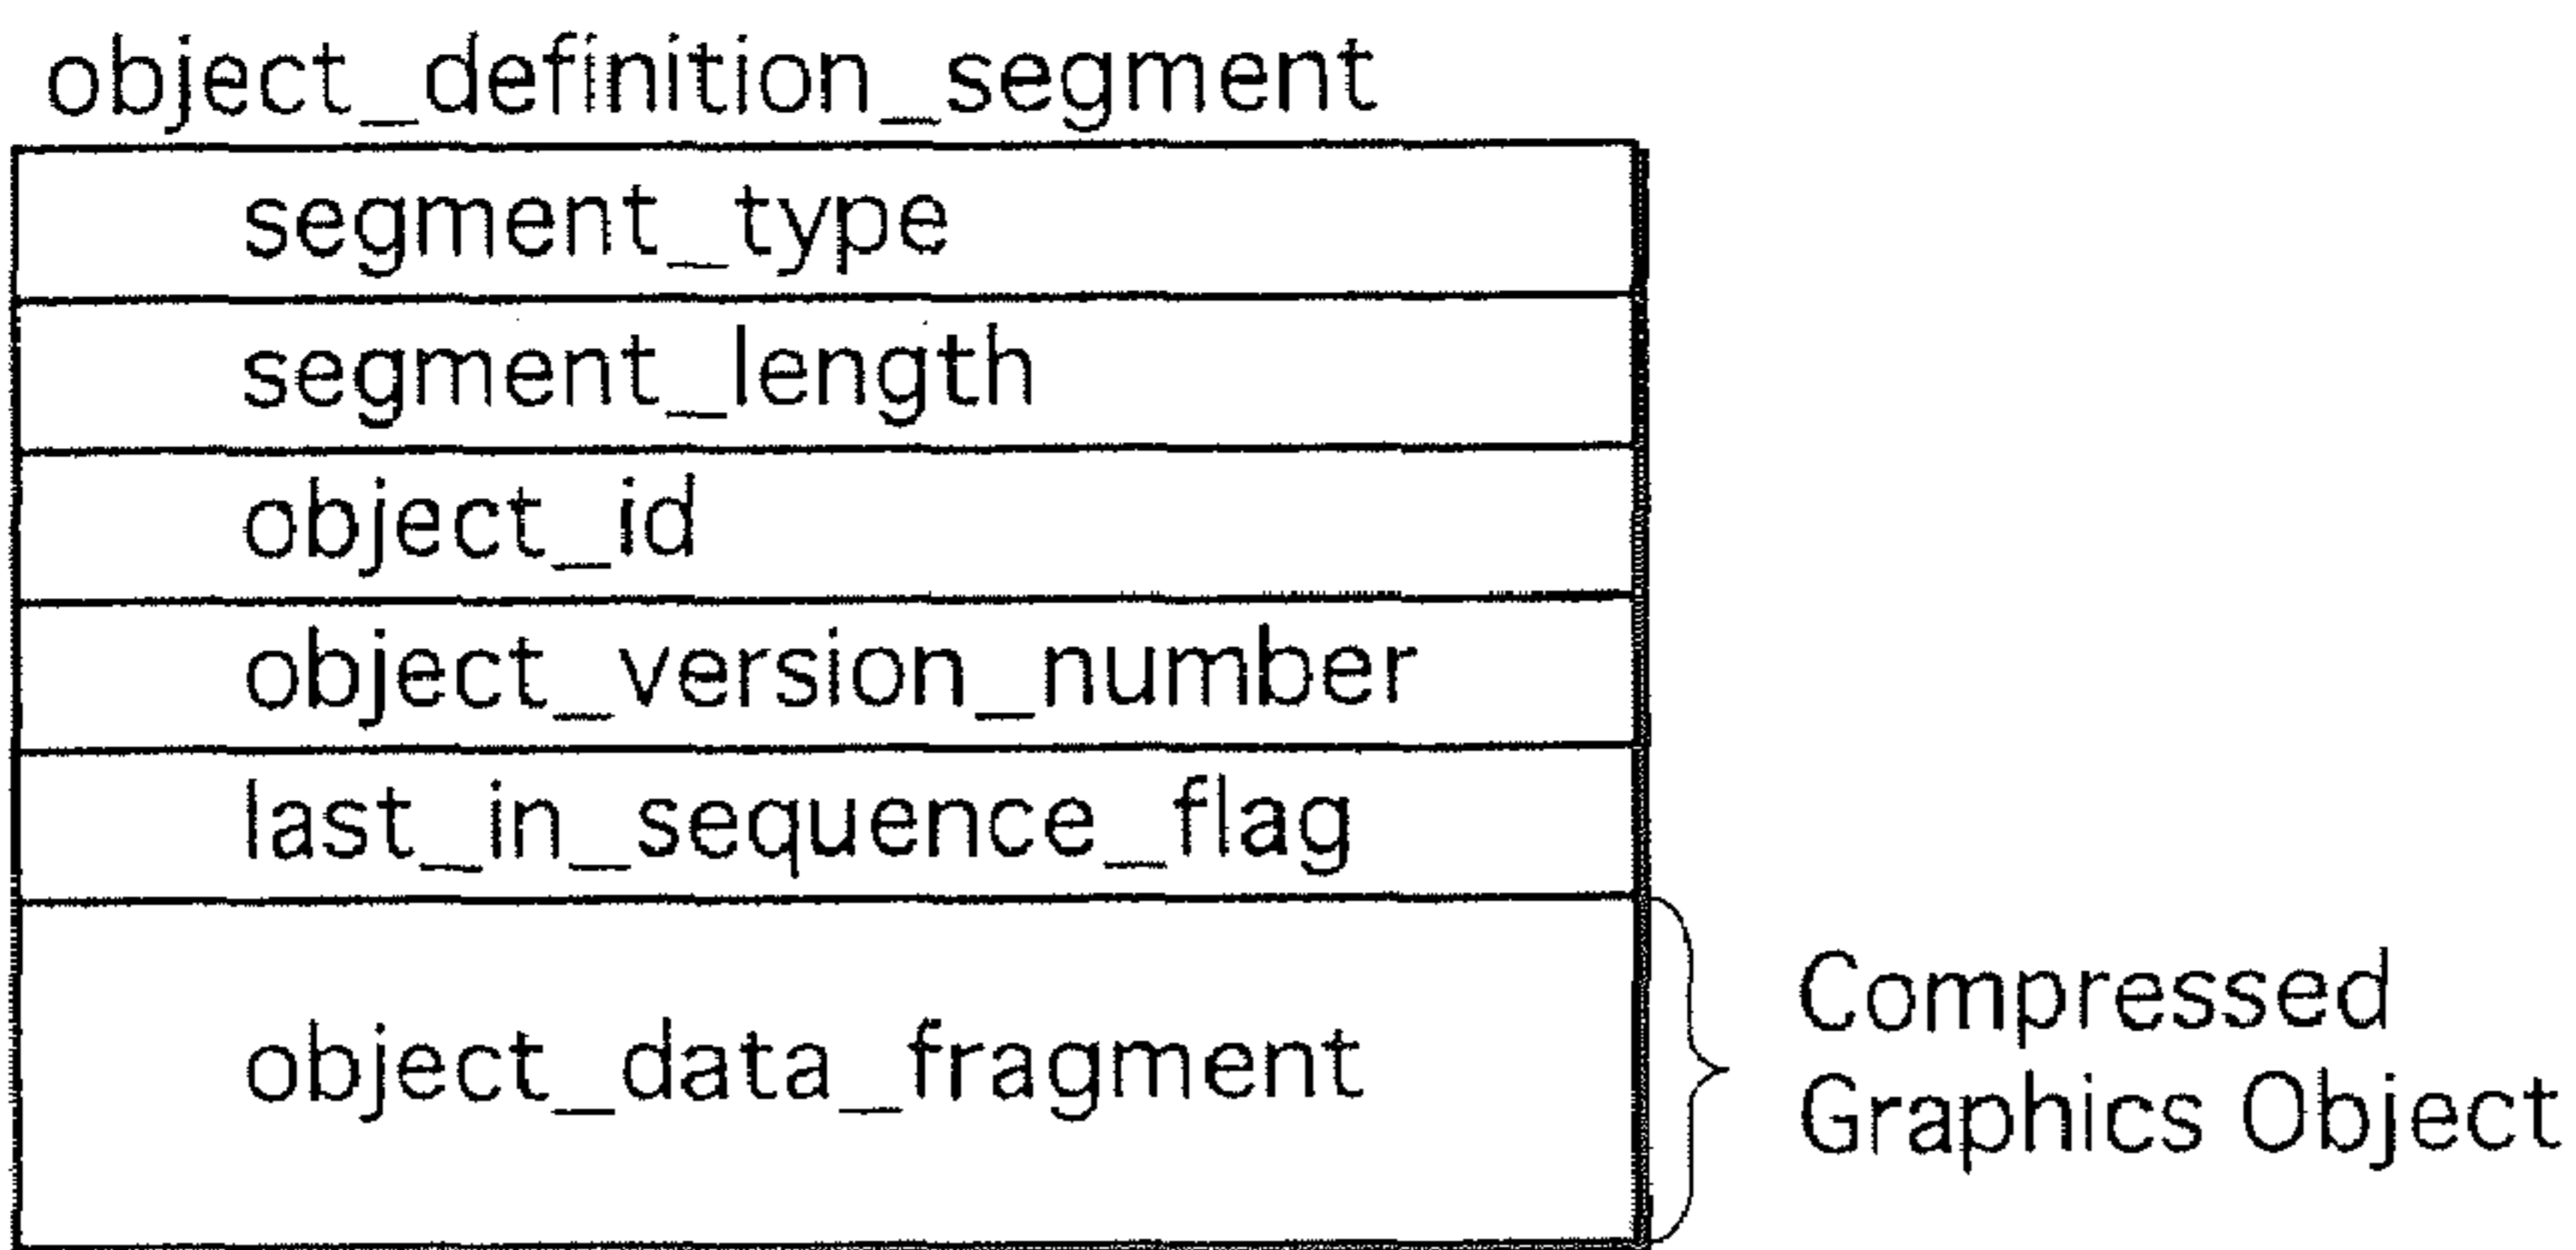 object_definition_segment
segment_type
segment_length
object_id
object_version_number
last_in_sequence_flag
object_data_fragment
Compressed
Graphics Object